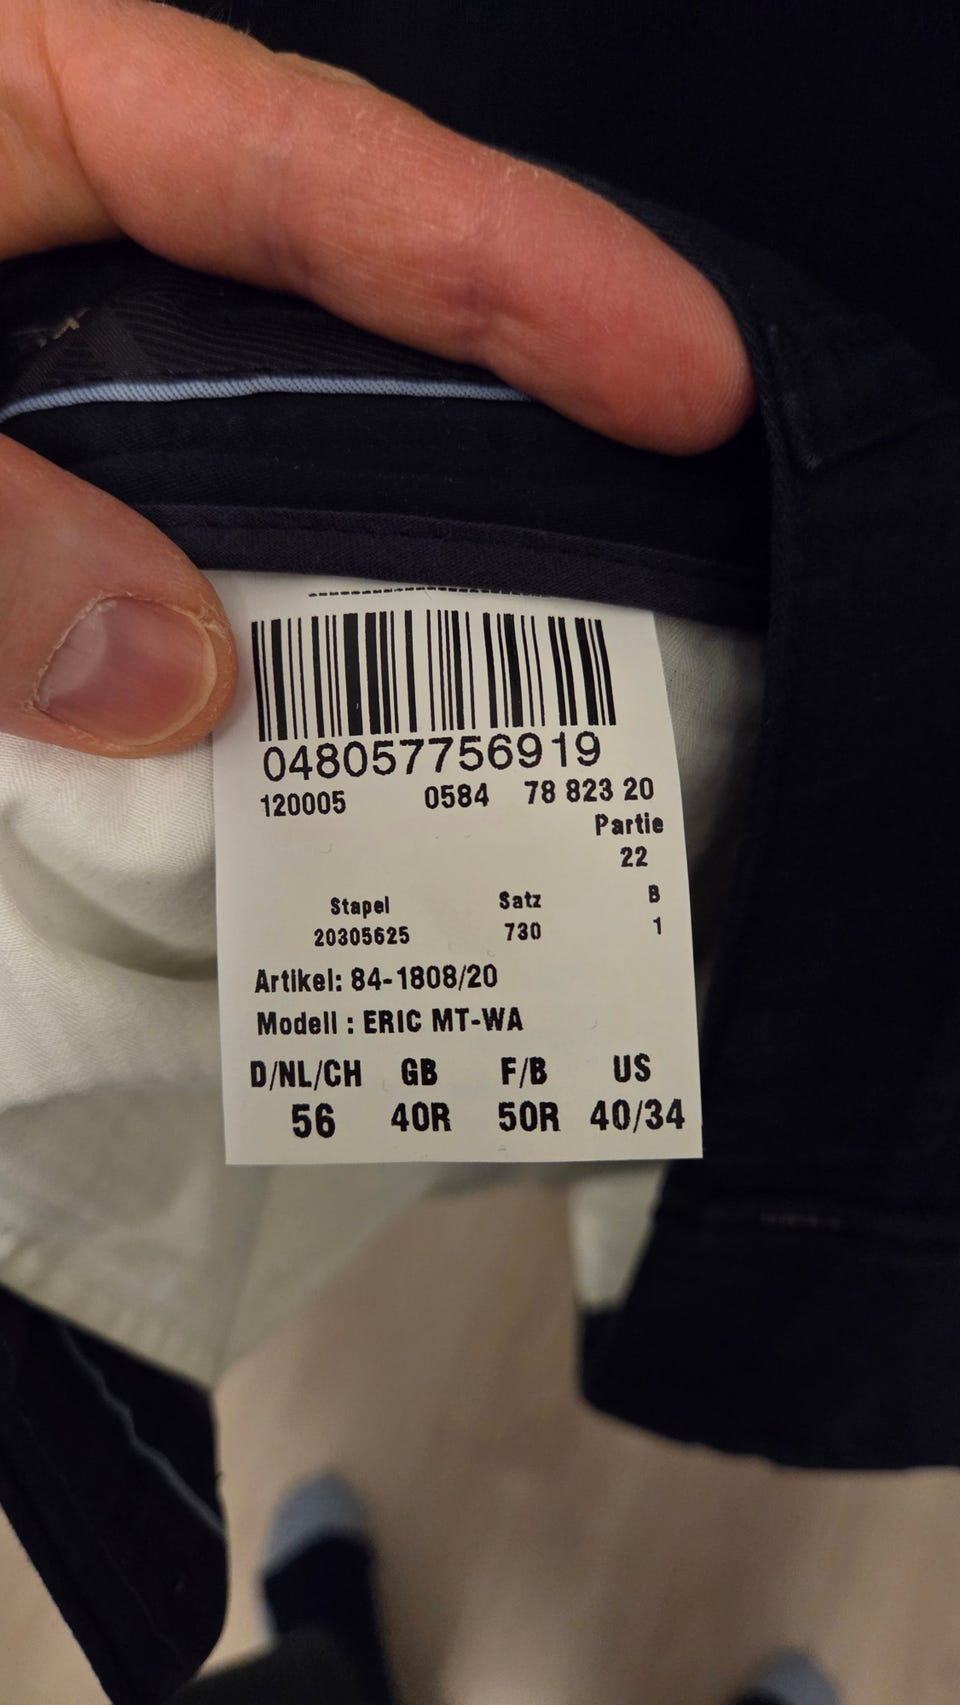 048057756919
120005 0584 78 823 20
Partie
22
Stapel Satz B
20305625 730 1
Artikel: 84-1808/20
Modell : ERIC MT-WA
D/NL/CH GB F/B US
56 40R 50R 40/34